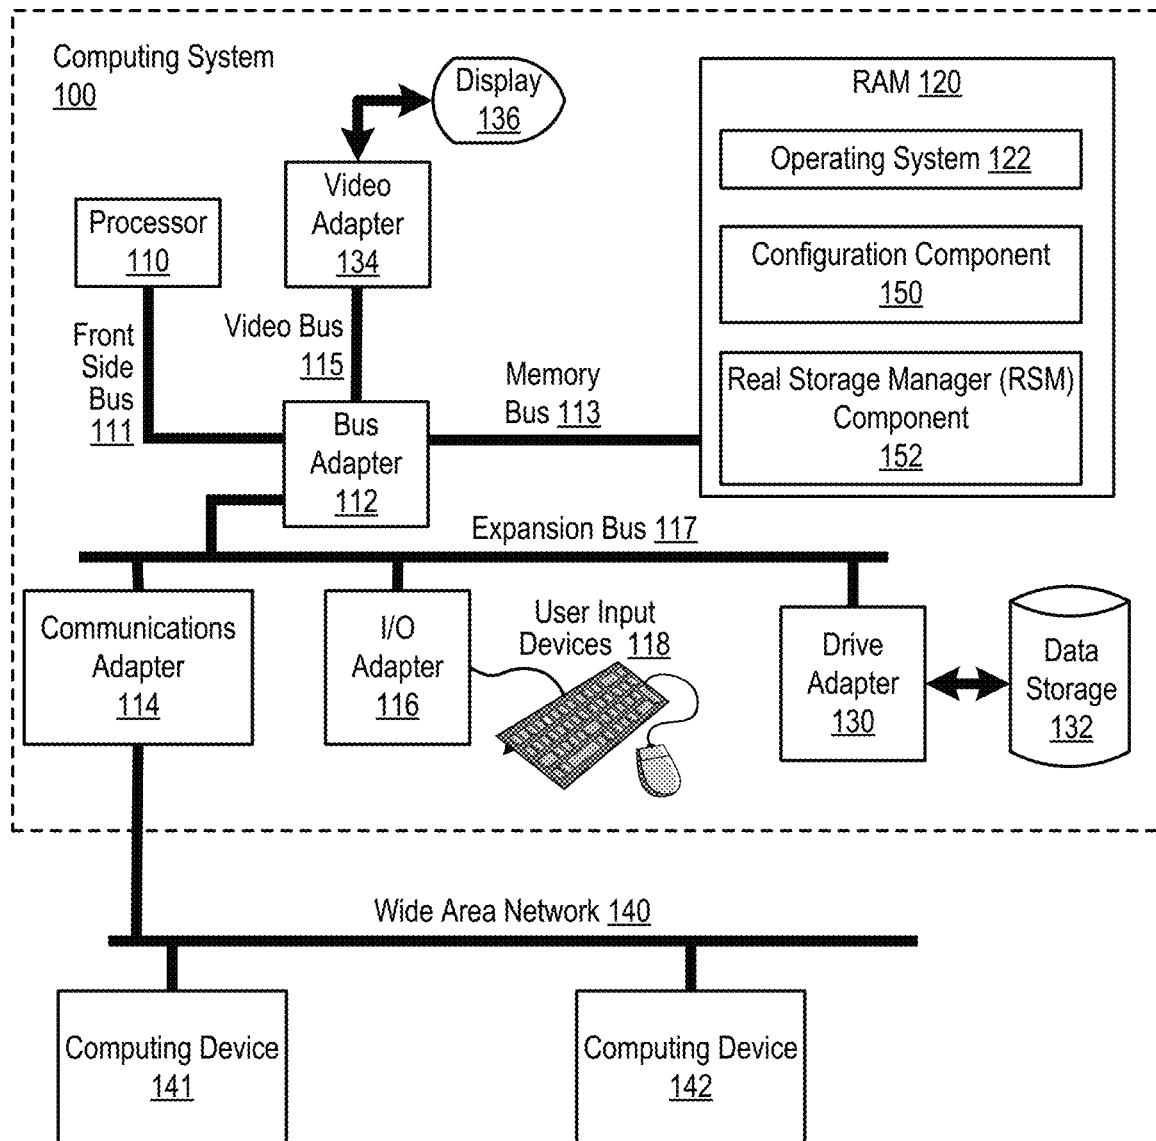 Computing System
100
Display
136
RAM 120
Operating System 122
Configuration Component
150
Real Storage Manager (RSM)
Component
152
Video
Adapter
134
Processor
110
Front
Side
Bus
111
Video Bus
115
Memory
Bus 113
Bus
Adapter
112
Expansion Bus 117
Communications
Adapter
114
I/O
Adapter
116
User Input
Devices 118
Drive
Adapter
130
Data
Storage
132
Wide Area Network 140
Computing Device
141
Computing Device
142